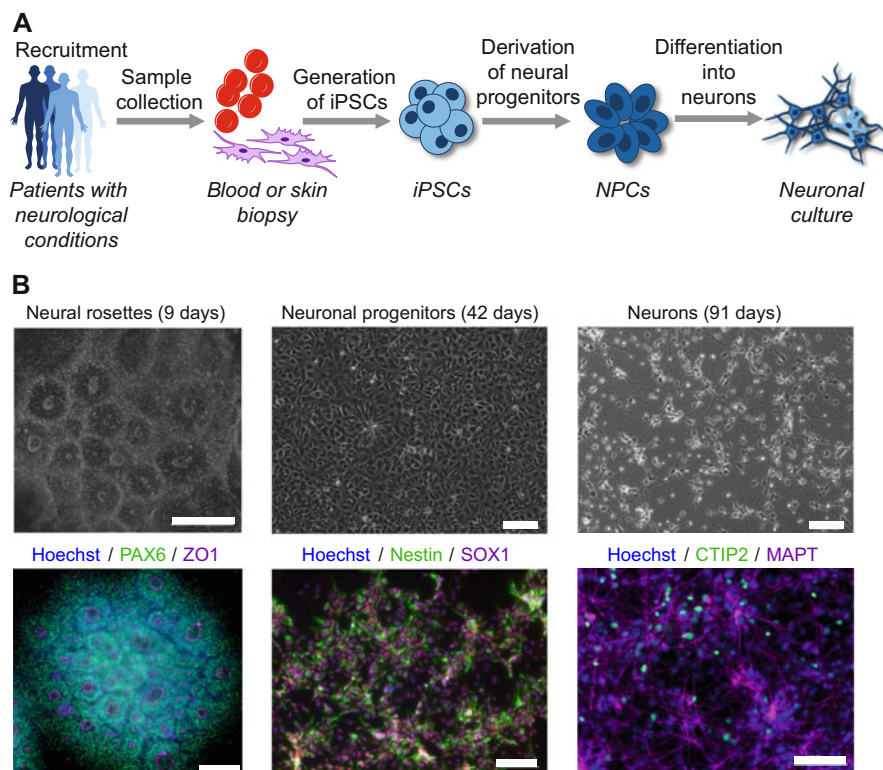 A
Recruitment
Sample
collection
Generation
of iPSCs
Derivation
of neural
progenitors
Differentiation
into
neurons
Patients with
neurological
conditions
Blood or skin
biopsy
iPSCs
NPCs
Neuronal
culture
B
Neural rosettes (9 days)
Neuronal progenitors (42 days)
Neurons (91 days)
Hoechst / PAX6 / ZO1
Hoechst / Nestin / SOX1
Hoechst / CTIP2 / MAPT